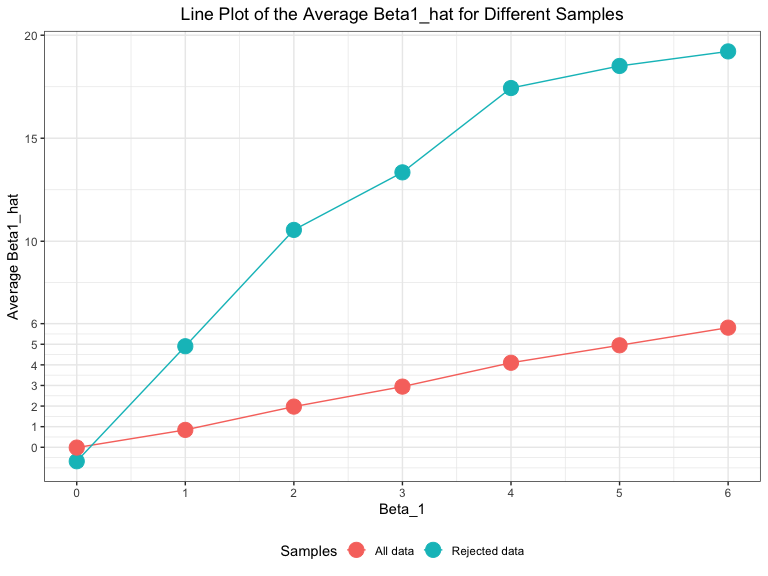 Line Plot of the Average Beta1_hat for Different Samples
Average Beta1_hat
20
15
10
6
5
4
3
2
1
0
0 1 2 3 4 5 6
Beta_1
Samples All data Rejected data